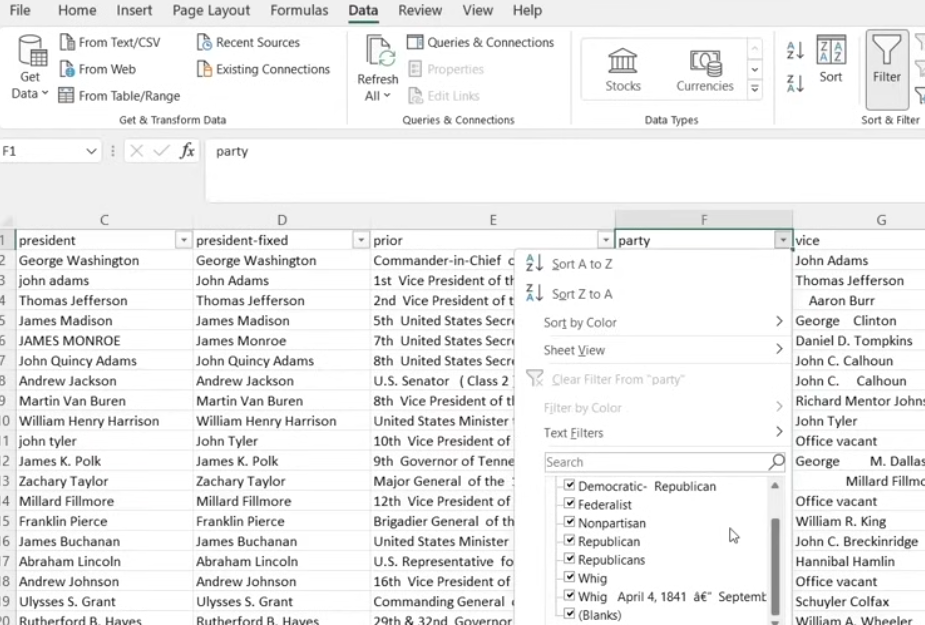 File Home Insert Page Layout Formulas Data Review View Help
From Text/CSV Recent Sources Queries & Connections
Get Data From Web Existing Connections Refresh All Properties Stocks Currencies Sort Filter
From Table/Range Edit Links
Get & Transform Data Queries & Connections Data Types Sort & Filter
F1 fx party
C D E F G
1 president president-fixed prior party vice
2 George Washington George Washington Commander-in-Chief John Adams
3 john adams John Adams 1st Vice President of Thomas Jefferson
4 Thomas Jefferson Thomas Jefferson 2nd Vice President of Aaron Burr
5 James Madison James Madison 5th United States George Clinton
6 JAMES MONROE James Monroe 7th United States Daniel D. Tompkins
7 John Quincy Adams John Quincy Adams 8th United States John C. Calhoun
8 Andrew Jackson Andrew Jackson U.S. Senator ( Class 2 John C. Calhoun
9 Martin Van Buren Martin Van Buren 8th Vice President of Richard Mentor
10 William Henry Harrison William Henry Harrison United States Minister John Tyler
11 john tyler John Tyler 10th Vice President of Office vacant
12 James K. Polk James K. Polk 9th Governor of George M.
13 Zachary Taylor Zachary Taylor Major General of the Millard
14 Millard Fillmore Millard Fillmore 12th Vice President of Office vacant
15 Franklin Pierce Franklin Pierce Brigadier General of William R. King
16 James Buchanan James Buchanan United States Minister John C. Breckinridge
17 Abraham Lincoln Abraham Lincoln U.S. Representative Hannibal Hamlin
18 Andrew Johnson Andrew Johnson 16th Vice President of Office vacant
19 Ulysses S. Grant Ulysses S. Grant Commanding General Schuyler Colfax
20 Rutherford B. Hayes Rutherford B. Hayes 29th & 32nd Governor William A. Wheeler
Sort A to Z
Sort Z to A
Sort by Color
Sheet View
Clear Filter From "party"
Filter by Color
Text Filters
Search
Democratic- Republican
Federalist
Nonpartisan
Republican
Republicans
Whig
Whig April 4, 1841 â€"
(Blanks)